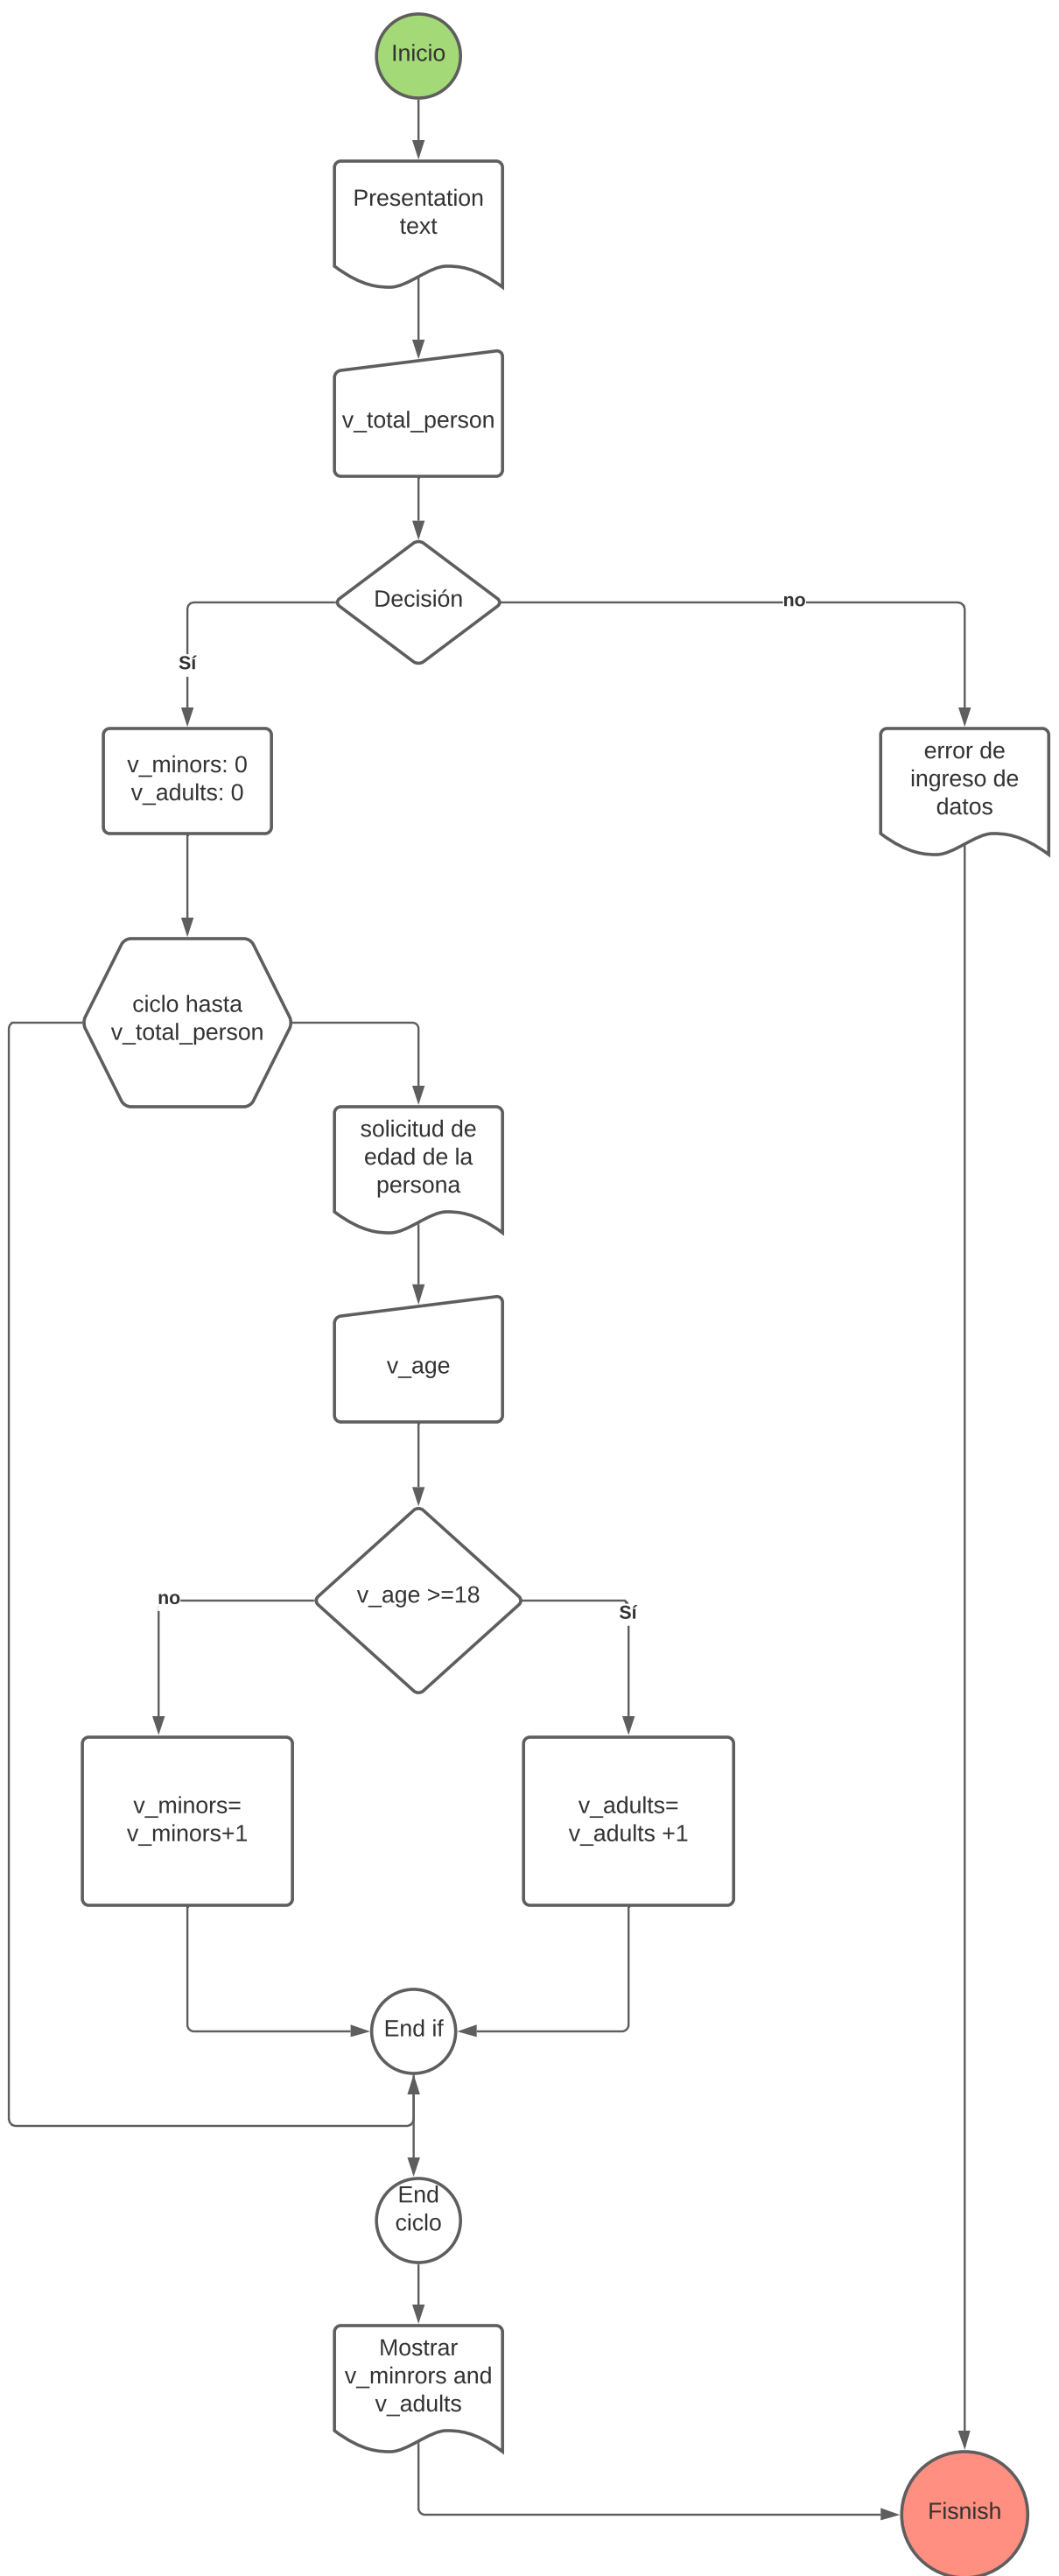 Inicio
Presentation
text
v_total_person
Decisión
no
Sí
v_minors: 0
v_adults: 0
error de
ingreso de
datos
ciclo hasta
v_total_person
solicitud de
edad de la
persona
v_age
v_age >=18
no
Sí
v_minors=
v_minors+1
v_adults=
v_adults +1
End if
End
ciclo
Mostrar
v_minrors and
v_adults
Fisnish